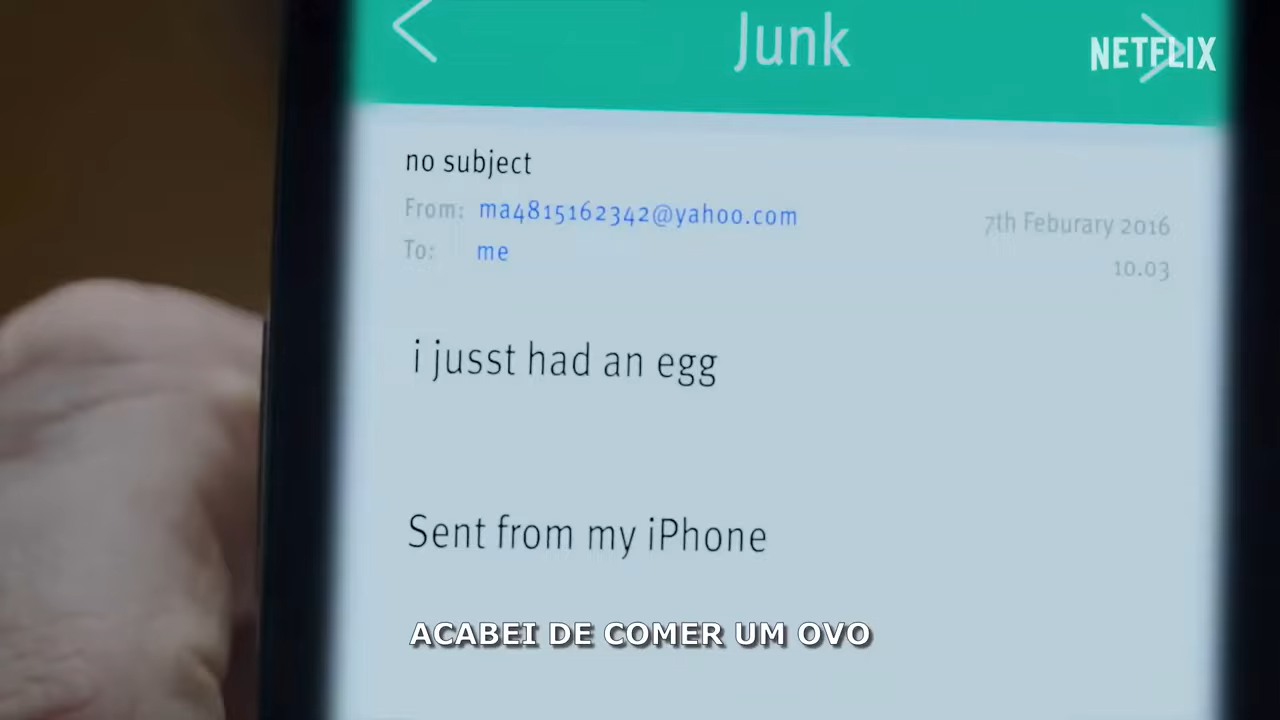 Junk
NETFLIX
no subject
From: ma4815162342@yahoo.com
7th Feburary 2016
To: me
10.03
i jusst had an egg
Sent from my iPhone
ACABEI DE COMER UM OVO